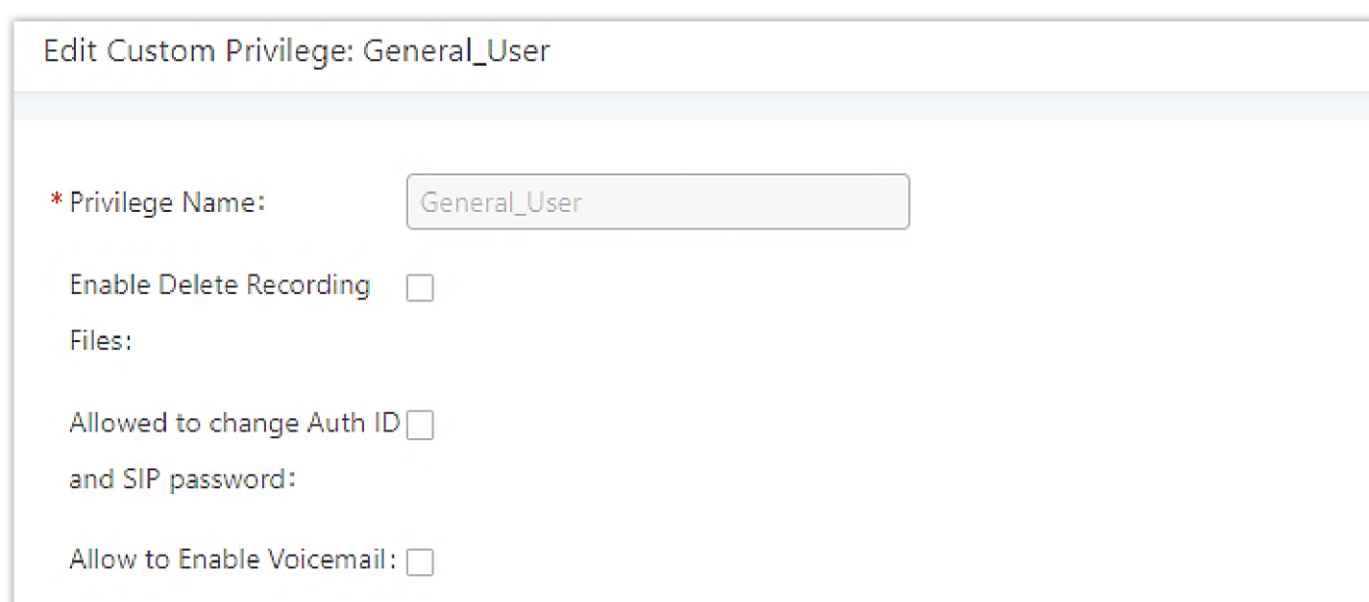 Edit Custom Privilege: General_User
* Privilege Name: General_User
Enable Delete Recording
Files:
Allowed to change Auth ID
and SIP password:
Allow to Enable Voicemail: